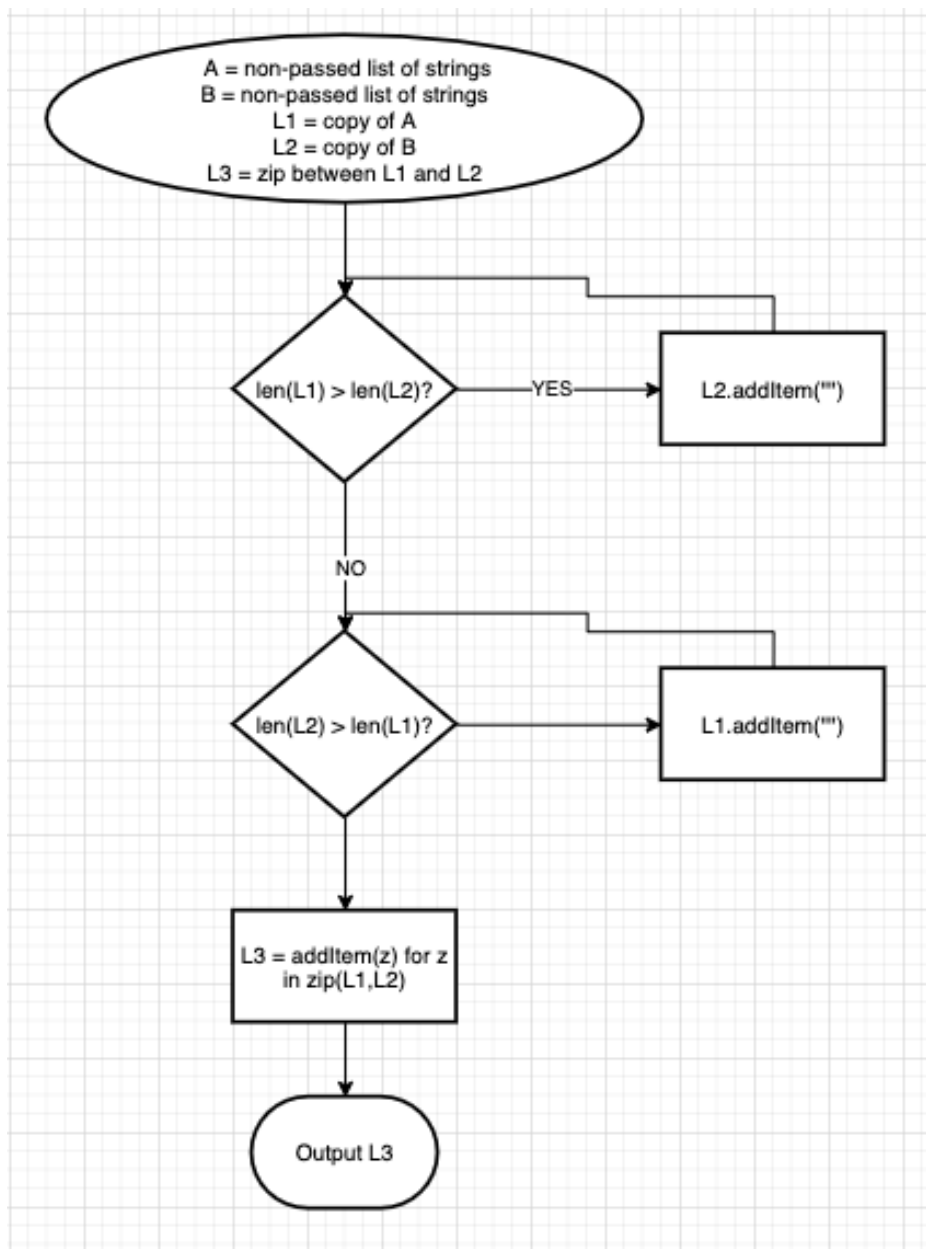 A = non-passed list of strings
B = non-passed list of strings
L1 = copy of A
L2 = copy of B
L3 = zip between L1 and L2
len(L1) > len(L2)?
YES
L2.addItem("")
NO
len(L2) > len(L1)?
L1.addItem("")
L3 = addItem(z) for z
in zip(L1,L2)
Output L3